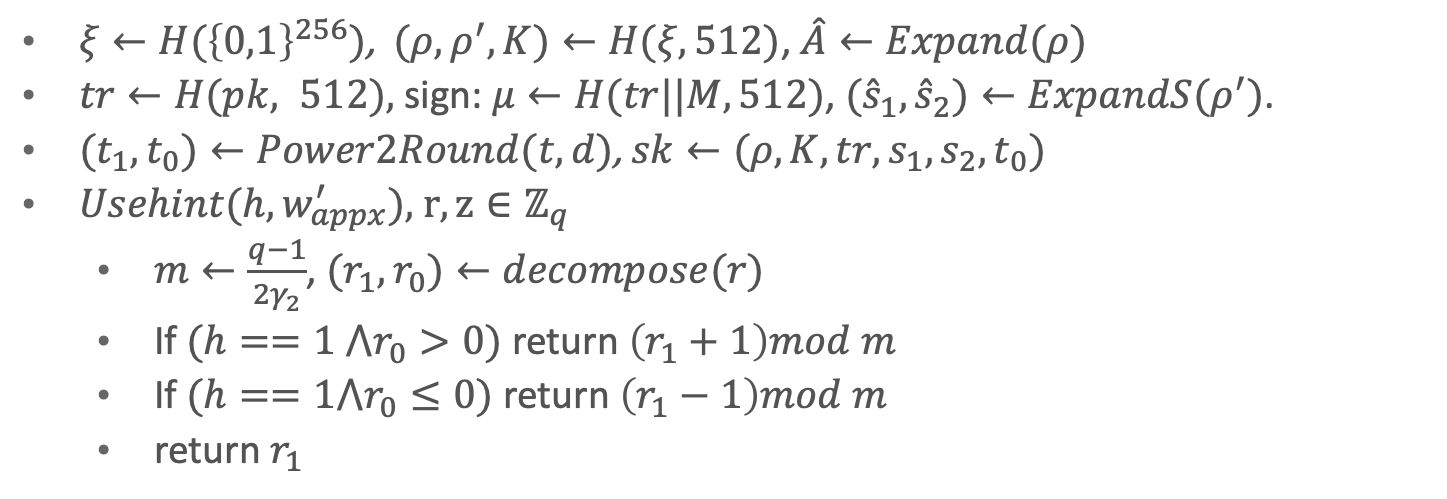 • ξ ← H({0,1}²⁵⁶), (ρ, ρ′, K) ← H(ξ, 512), Â ← Expand(ρ)
• tr ← H(pk, 512), sign: μ ← H(tr||M, 512), (ŝ₁, ŝ₂) ← ExpandS(ρ′).
• (t₁, t₀) ← Power2Round(t, d), sk ← (ρ, K, tr, s₁, s₂, t₀)
• Usehint(h, w′_appx), r, z ∈ ℤ_q
• m ← (q−1)/(2γ₂), (r₁, r₀) ← decompose(r)
• If (h == 1 ⋀ r₀ > 0) return (r₁ + 1)mod m
• If (h == 1 ⋀ r₀ ≤ 0) return (r₁ − 1)mod m
• return r₁